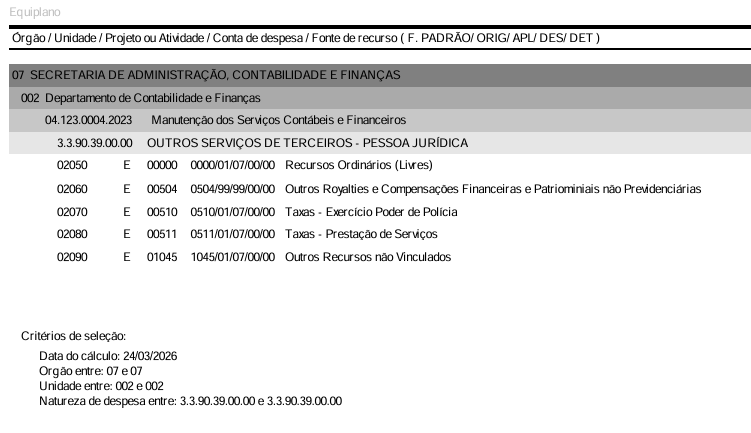 Equiplano
Órgão / Unidade / Projeto ou Atividade / Conta de despesa / Fonte de recurso ( F. PADRÃO/ ORIG/ APL/ DES/ DET )
07 SECRETARIA DE ADMINISTRAÇÃO, CONTABILIDADE E FINANÇAS
002 Departamento de Contabilidade e Finanças
04.123.0004.2023 Manutenção dos Serviços Contábeis e Financeiros
3.3.90.39.00.00 OUTROS SERVIÇOS DE TERCEIROS - PESSOA JURÍDICA
02050 E 00000 0000/01/07/00/00 Recursos Ordinários (Livres)
02060 E 00504 0504/99/99/00/00 Outros Royalties e Compensações Financeiras e Patriominiais não Previdenciárias
02070 E 00510 0510/01/07/00/00 Taxas - Exercício Poder de Polícia
02080 E 00511 0511/01/07/00/00 Taxas - Prestação de Serviços
02090 E 01045 1045/01/07/00/00 Outros Recursos não Vinculados
Critérios de seleção:
Data do cálculo: 24/03/2026
Orgão entre: 07 e 07
Unidade entre: 002 e 002
Natureza de despesa entre: 3.3.90.39.00.00 e 3.3.90.39.00.00